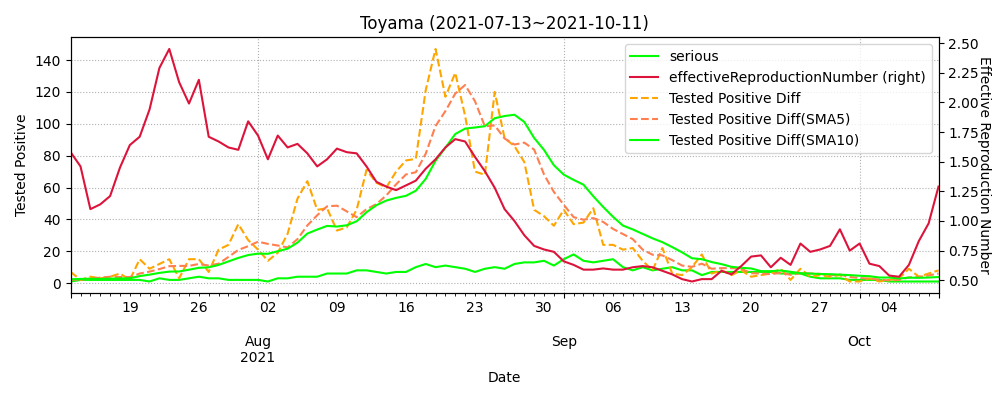 Toyama (2021-07-13~2021-10-11)
serious
effectiveReproductionNumber (right)
Tested Positive Diff
Tested Positive Diff(SMA5)
Tested Positive Diff(SMA10)
Tested Positive
140
120
100
80
60
40
20
0
Effective Reproduction Number
2.50
2.25
2.00
1.75
1.50
1.25
1.00
0.75
0.50
19 26 02 09 16 23 30 06 13 20 27 04
Aug Sep Oct
2021
Date